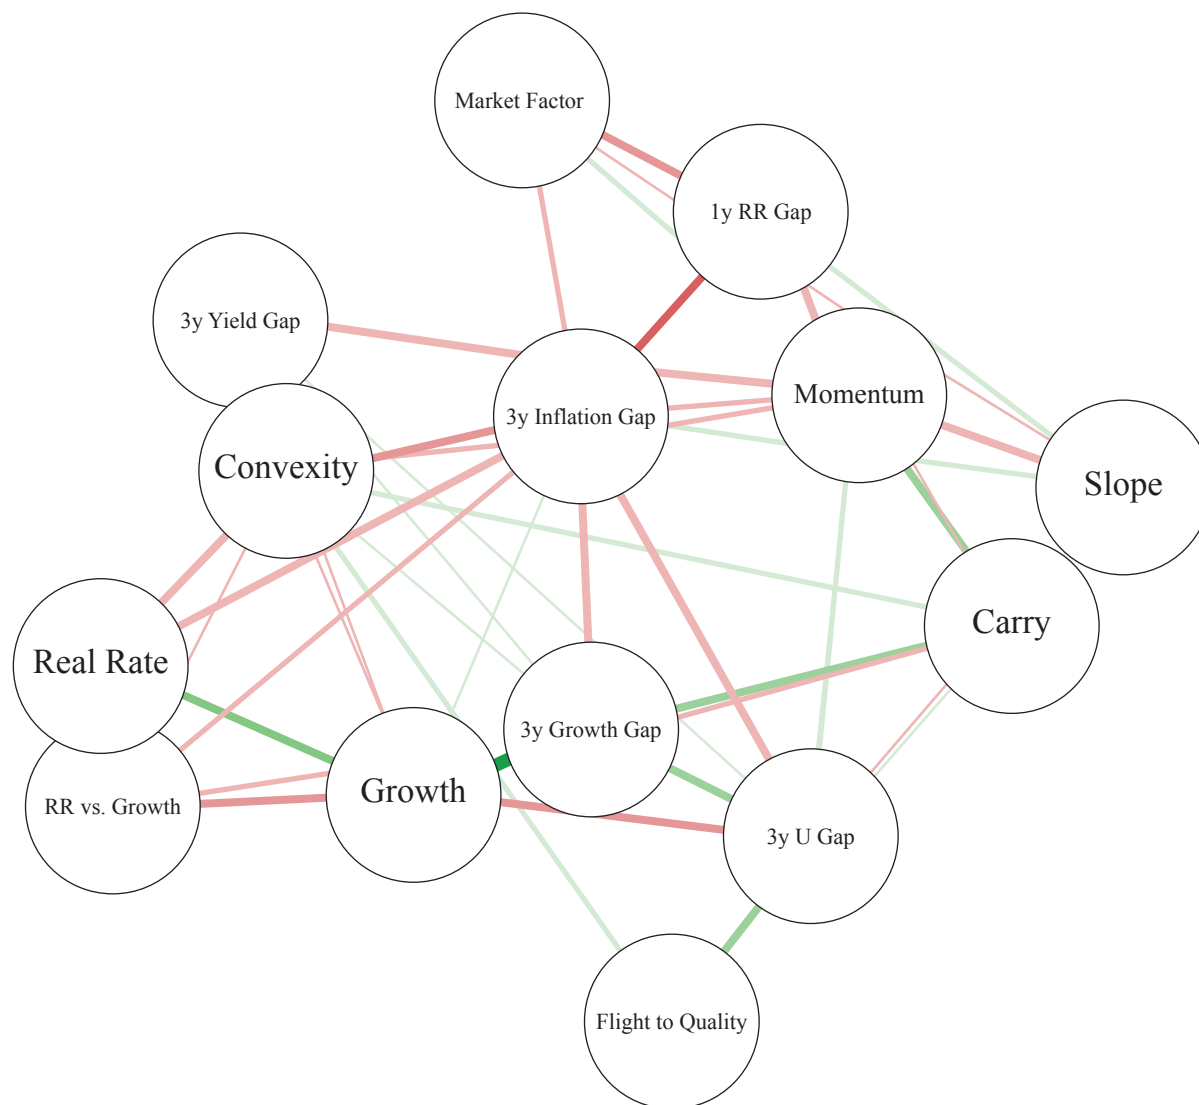 Market Factor
1y RR Gap
3y Yield Gap
Momentum
3y Inflation Gap
Convexity
Slope
Carry
Real Rate
3y Growth Gap
Growth
RR vs. Growth
3y U Gap
Flight to Quality